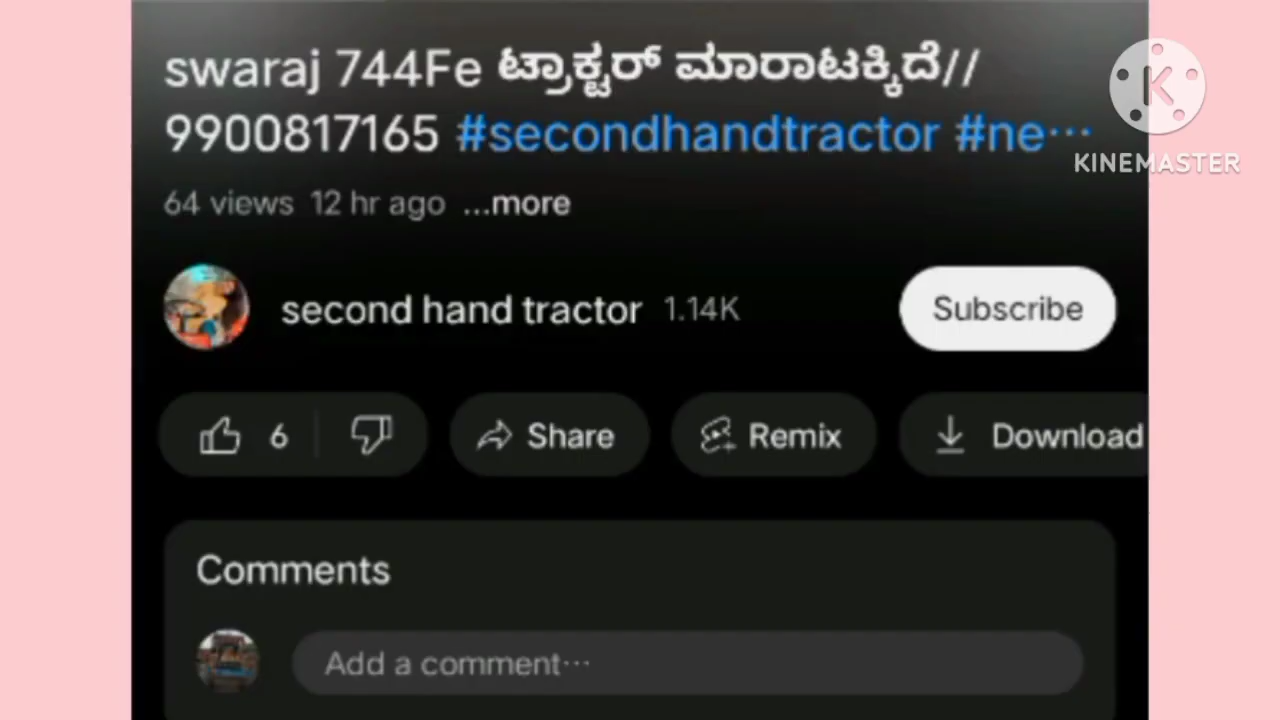 swaraj 744Fe ಟ್ರಾಕ್ಟರ್ ಮಾರಾಟಕ್ಕಿದೆ//
9900817165 #secondhandtractor #ne…
KINEMASTER
64 views 12 hr ago ...more
second hand tractor 1.14K
Subscribe
6
Share
Remix
Download
Comments
Add a comment…